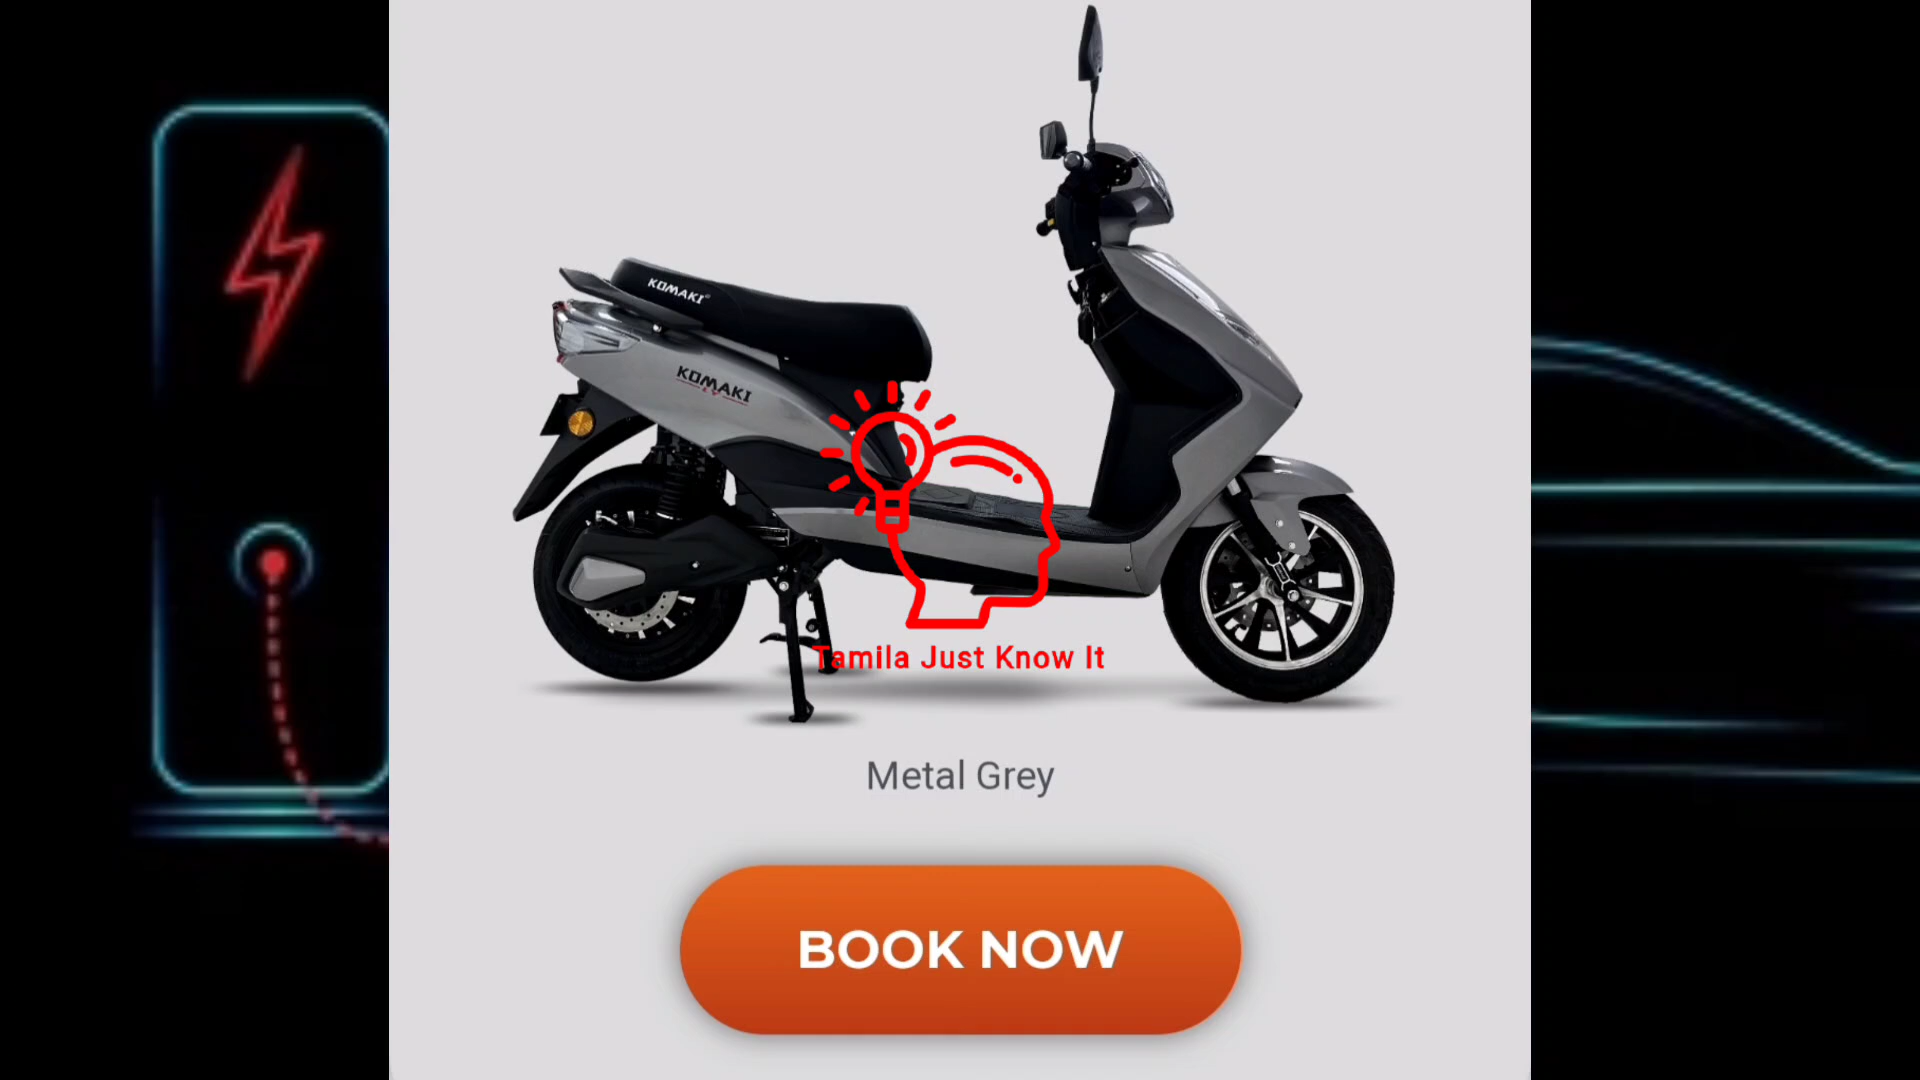 KOMAKI
KOMAKI
Tamila Just Know It
Metal Grey
BOOK NOW